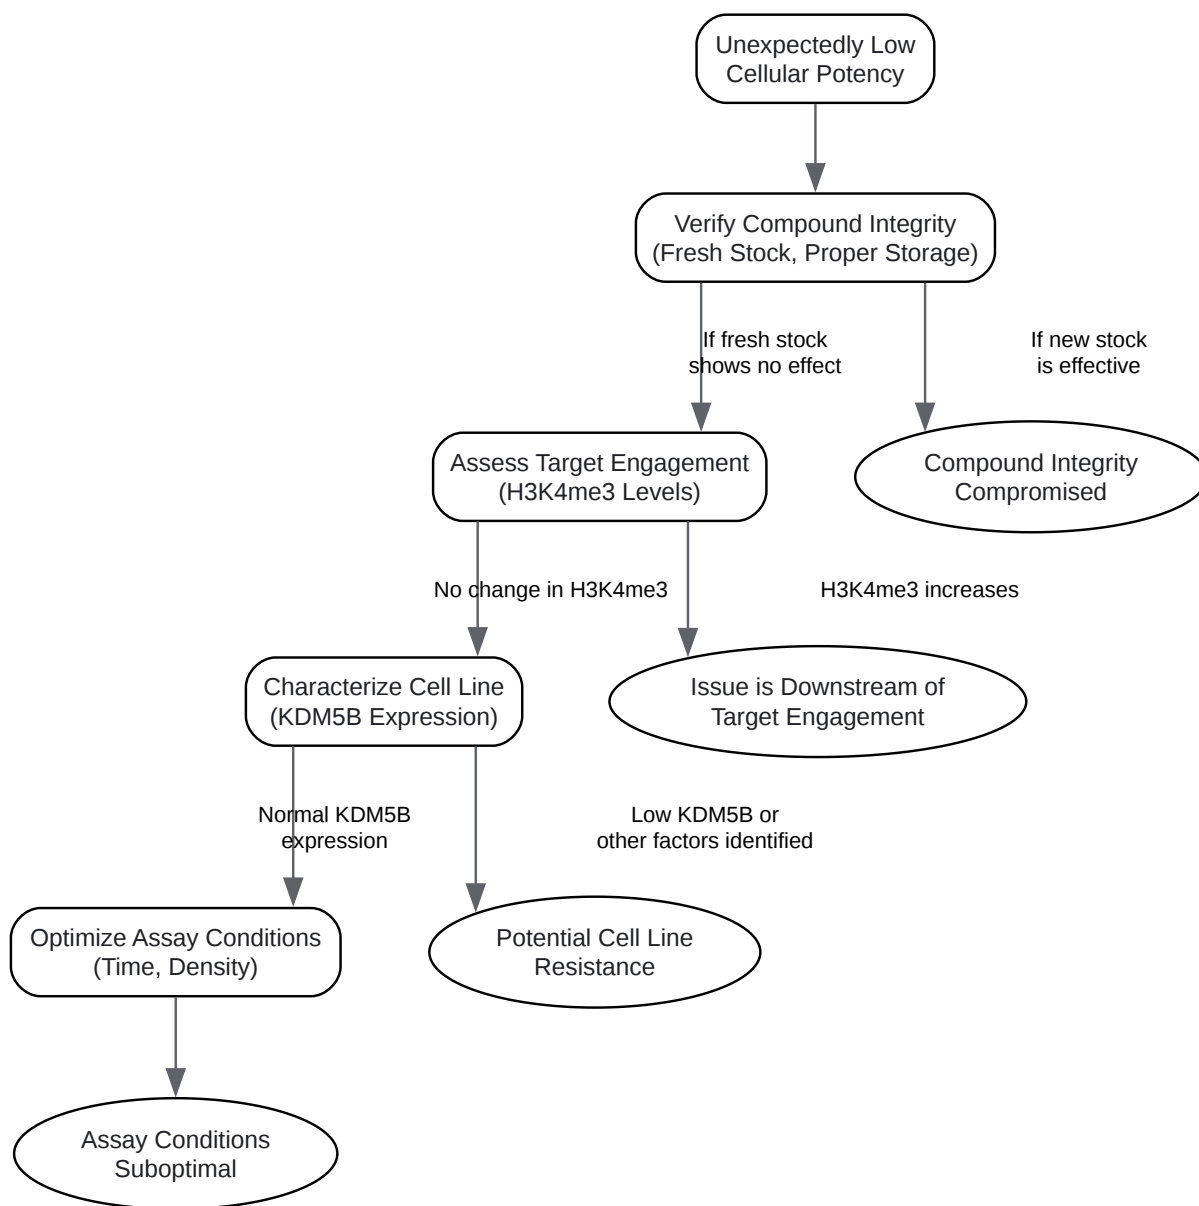 Unexpectedly Low
Cellular Potency
Verify Compound Integrity
(Fresh Stock, Proper Storage)
If fresh stock
shows no effect
If new stock
is effective
Assess Target Engagement
(H3K4me3 Levels)
Compound Integrity
Compromised
No change in H3K4me3
H3K4me3 increases
Characterize Cell Line
(KDM5B Expression)
Issue is Downstream of
Target Engagement
Normal KDM5B
expression
Low KDM5B or
other factors identified
Optimize Assay Conditions
(Time, Density)
Potential Cell Line
Resistance
Assay Conditions
Suboptimal